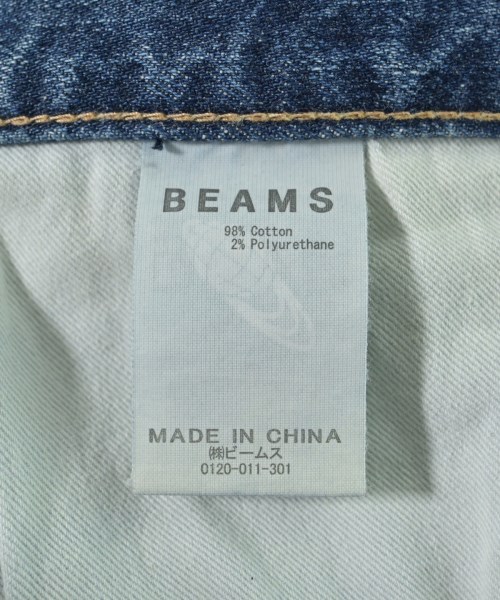 BEAMS
98% Cotton
2% Polyurethane
MADE IN CHINA
㈱ビームス
0120-011-301